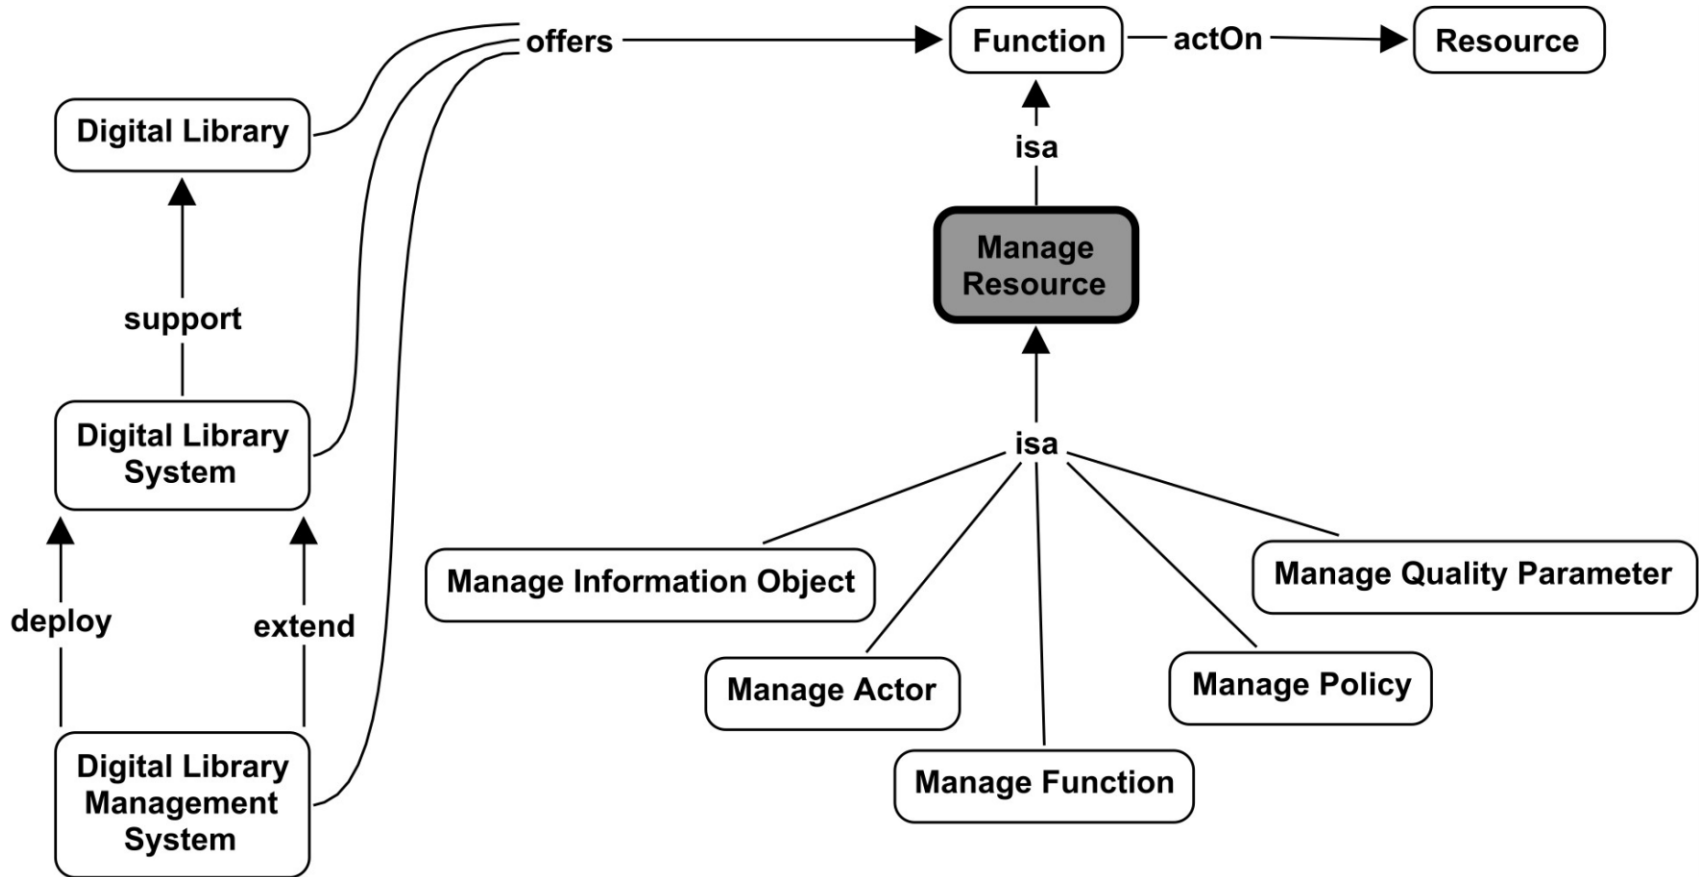 offers
Function
actOn
Resource
Digital Library
isa
Manage
Resource
support
Digital Library
System
isa
Manage Information Object
Manage Quality Parameter
deploy
extend
Manage Actor
Manage Policy
Manage Function
Digital Library
Management
System